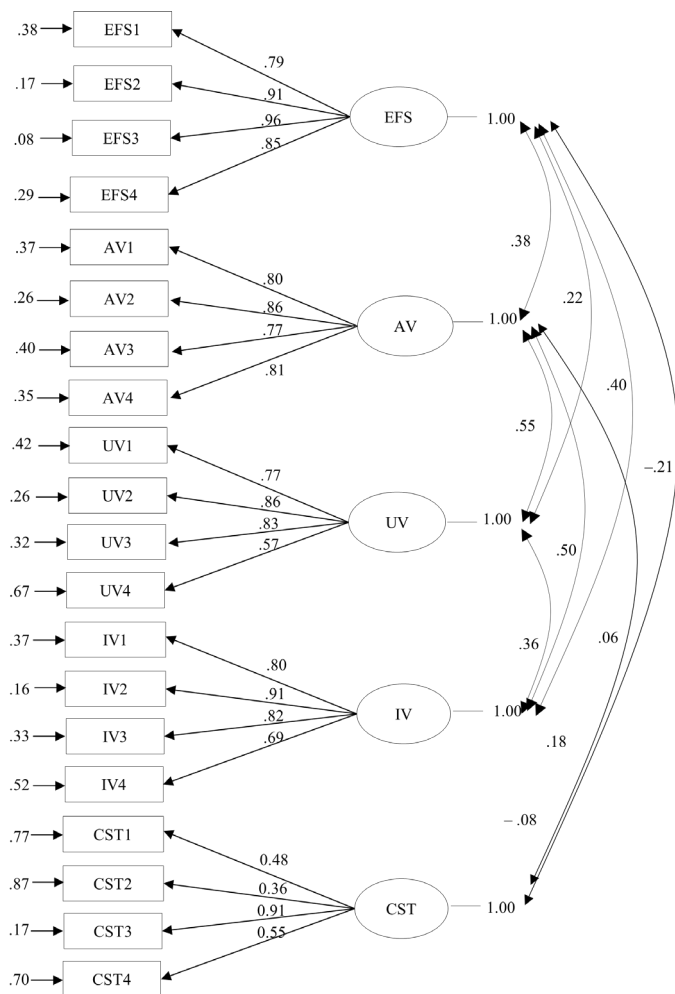 .38 EFS1
.79
.17 EFS2
.91
.08 EFS3
.96
.85
EFS 1.00
.29 EFS4
.37 AV1
.38
.80
.26 AV2
.86
.22
.40 AV3
.77
.81
AV 1.00
.35 AV4
.40
.42 UV1
.55
.77
−.21
.26 UV2
.86
.32 UV3
.83
.57
UV 1.00
.50
.67 UV4
.37 IV1
.36
.06
.80
.16 IV2
.91
.33 IV3
.82
.69
IV 1.00
.18
.52 IV4
− .08
.77 CST1
0.48
.87 CST2
0.36
.17 CST3
0.91
0.55
CST 1.00
.70 CST4